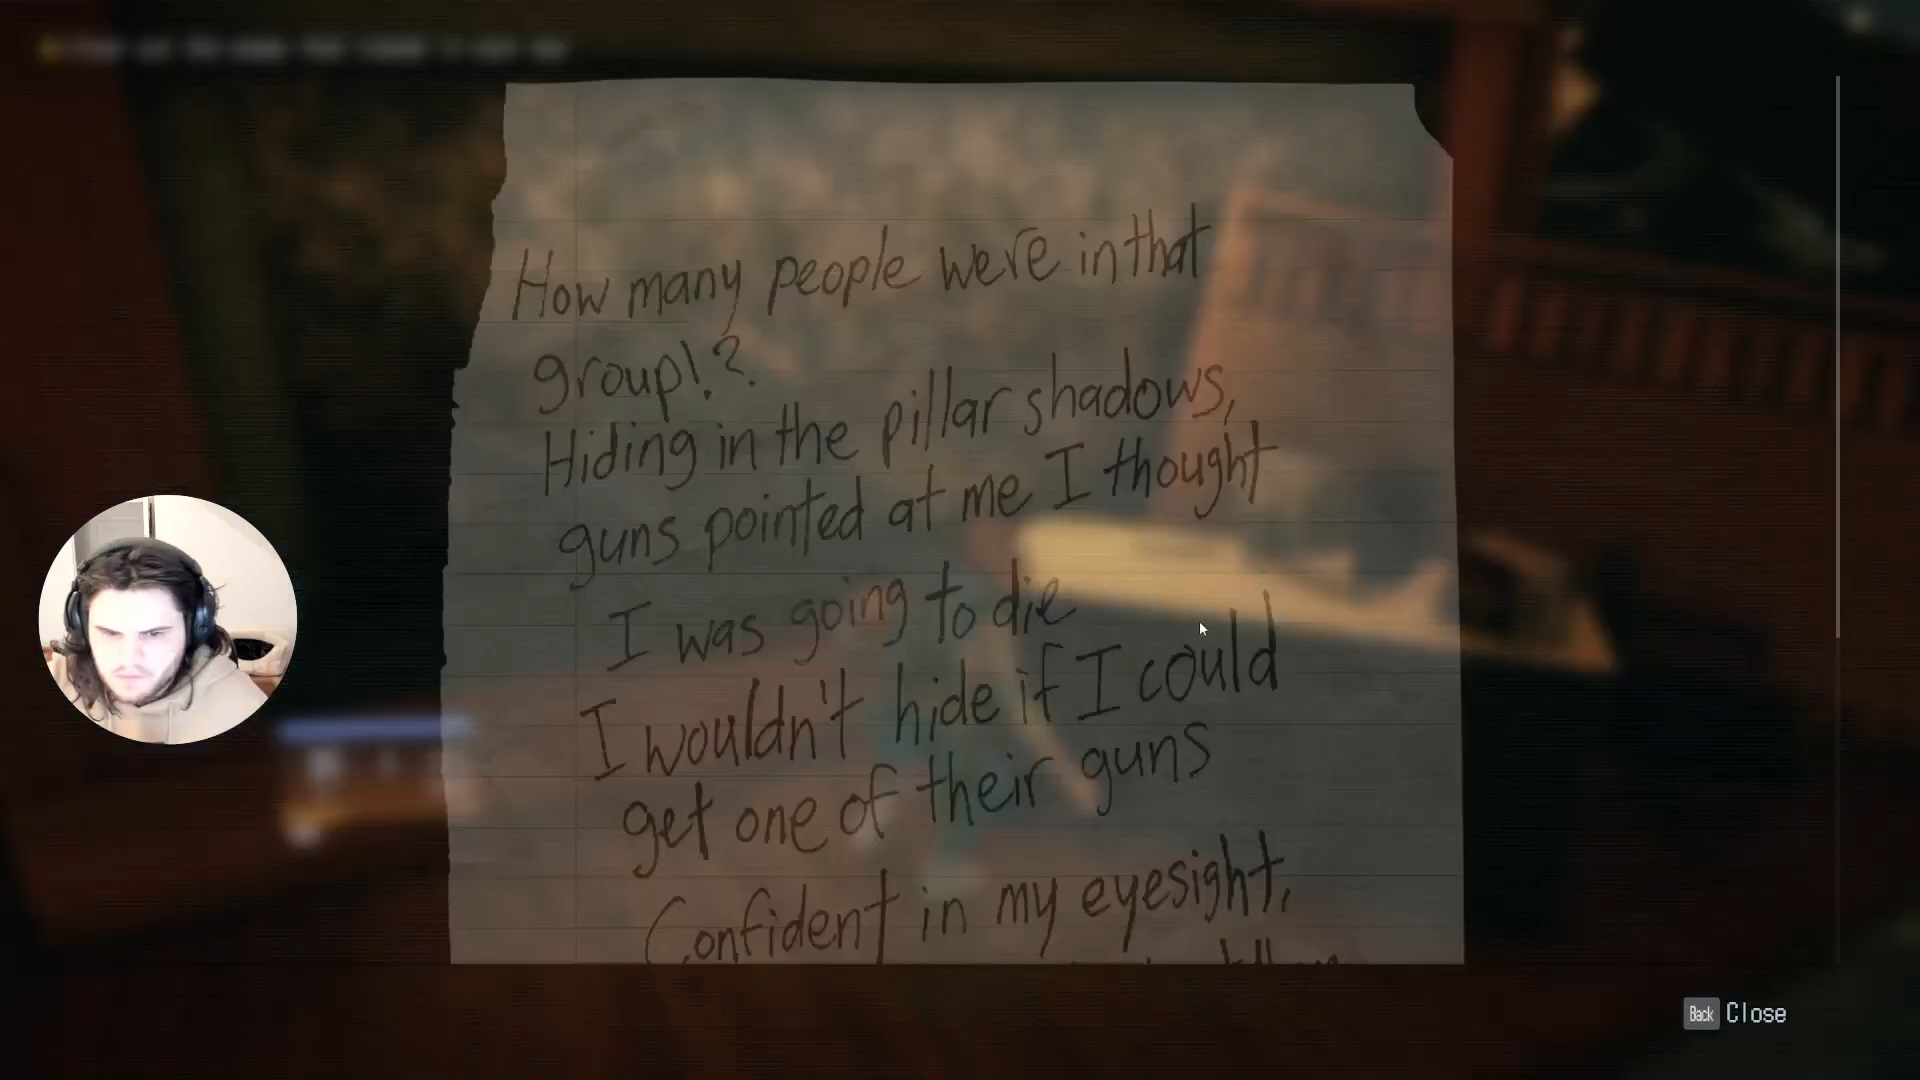 How many people were in that
group!?
Hiding in the pillar shadows,
guns pointed at me I thought
I was going to die
I wouldn't hide if I could
get one of their guns
Confident in my eyesight,
Back Close